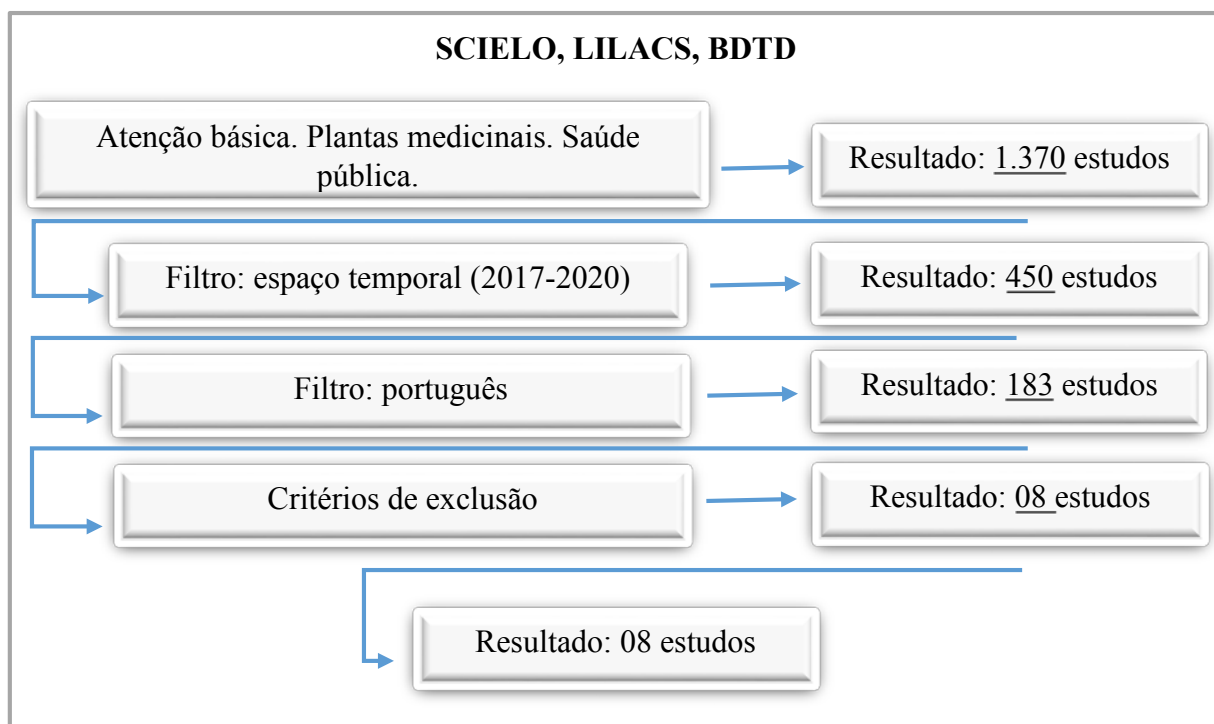 SCIELO, LILACS, BDTD
Atenção básica. Plantas medicinais. Saúde
pública.
Resultado: 1.370 estudos
Filtro: espaço temporal (2017-2020)
Resultado: 450 estudos
Filtro: português
Resultado: 183 estudos
Critérios de exclusão
Resultado: 08 estudos
Resultado: 08 estudos